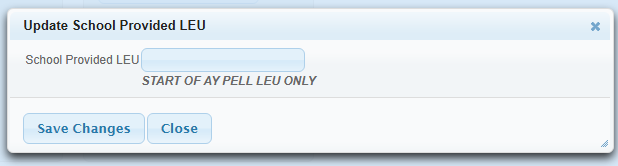 Update School Provided LEU
School Provided LEU
START OF AY PELL LEU ONLY
Save Changes Close